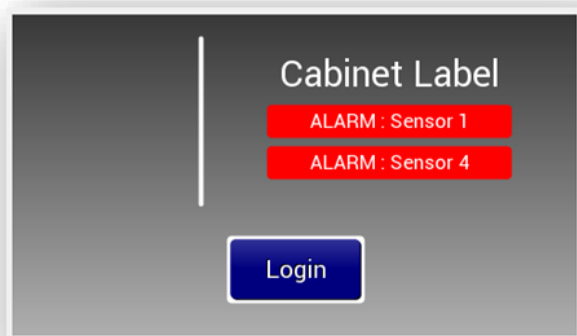 Cabinet Label
ALARM : Sensor 1
ALARM : Sensor 4
Login